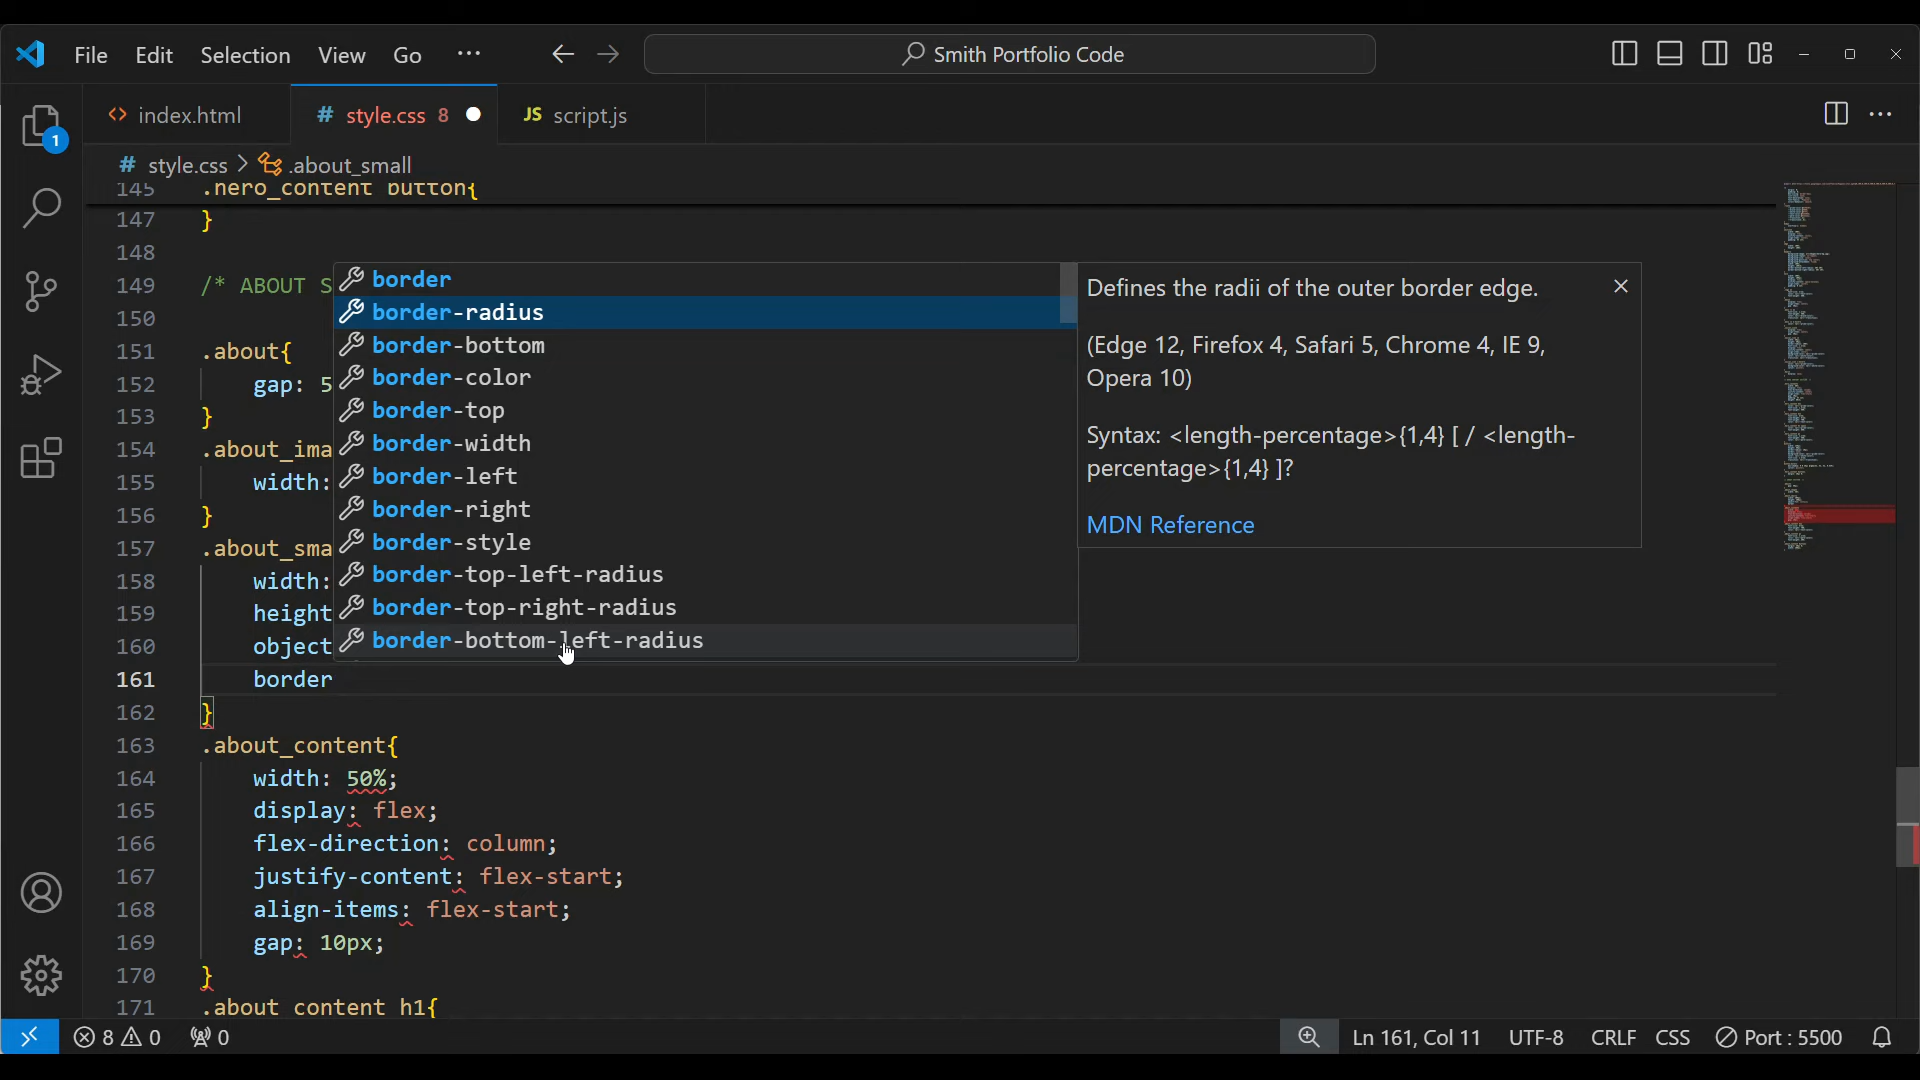 File Edit Selection View Go ··· Smith Portfolio Code
index.html # style.css 8 JS script.js
1
# style.css > .about_small
145 .hero_content button{
147 }
148
149 /* ABOUT S
150
151 .about{
152 gap: 5
153 }
154 .about_ima
155 width:
156 }
157 .about_sma
158 width:
159 height
160 object
161 border
162 }
163 .about_content{
164 width: 50%;
165 display: flex;
166 flex-direction: column;
167 justify-content: flex-start;
168 align-items: flex-start;
169 gap: 10px;
170 }
171 .about_content h1{
border
border-radius
border-bottom
border-color
border-top
border-width
border-left
border-right
border-style
border-top-left-radius
border-top-right-radius
border-bottom-left-radius
Defines the radii of the outer border edge.
(Edge 12, Firefox 4, Safari 5, Chrome 4, IE 9,
Opera 10)
Syntax: <length-percentage>{1,4} [ / <length-
percentage>{1,4} ]?
MDN Reference
8 0 0 Ln 161, Col 11 UTF-8 CRLF CSS Port : 5500